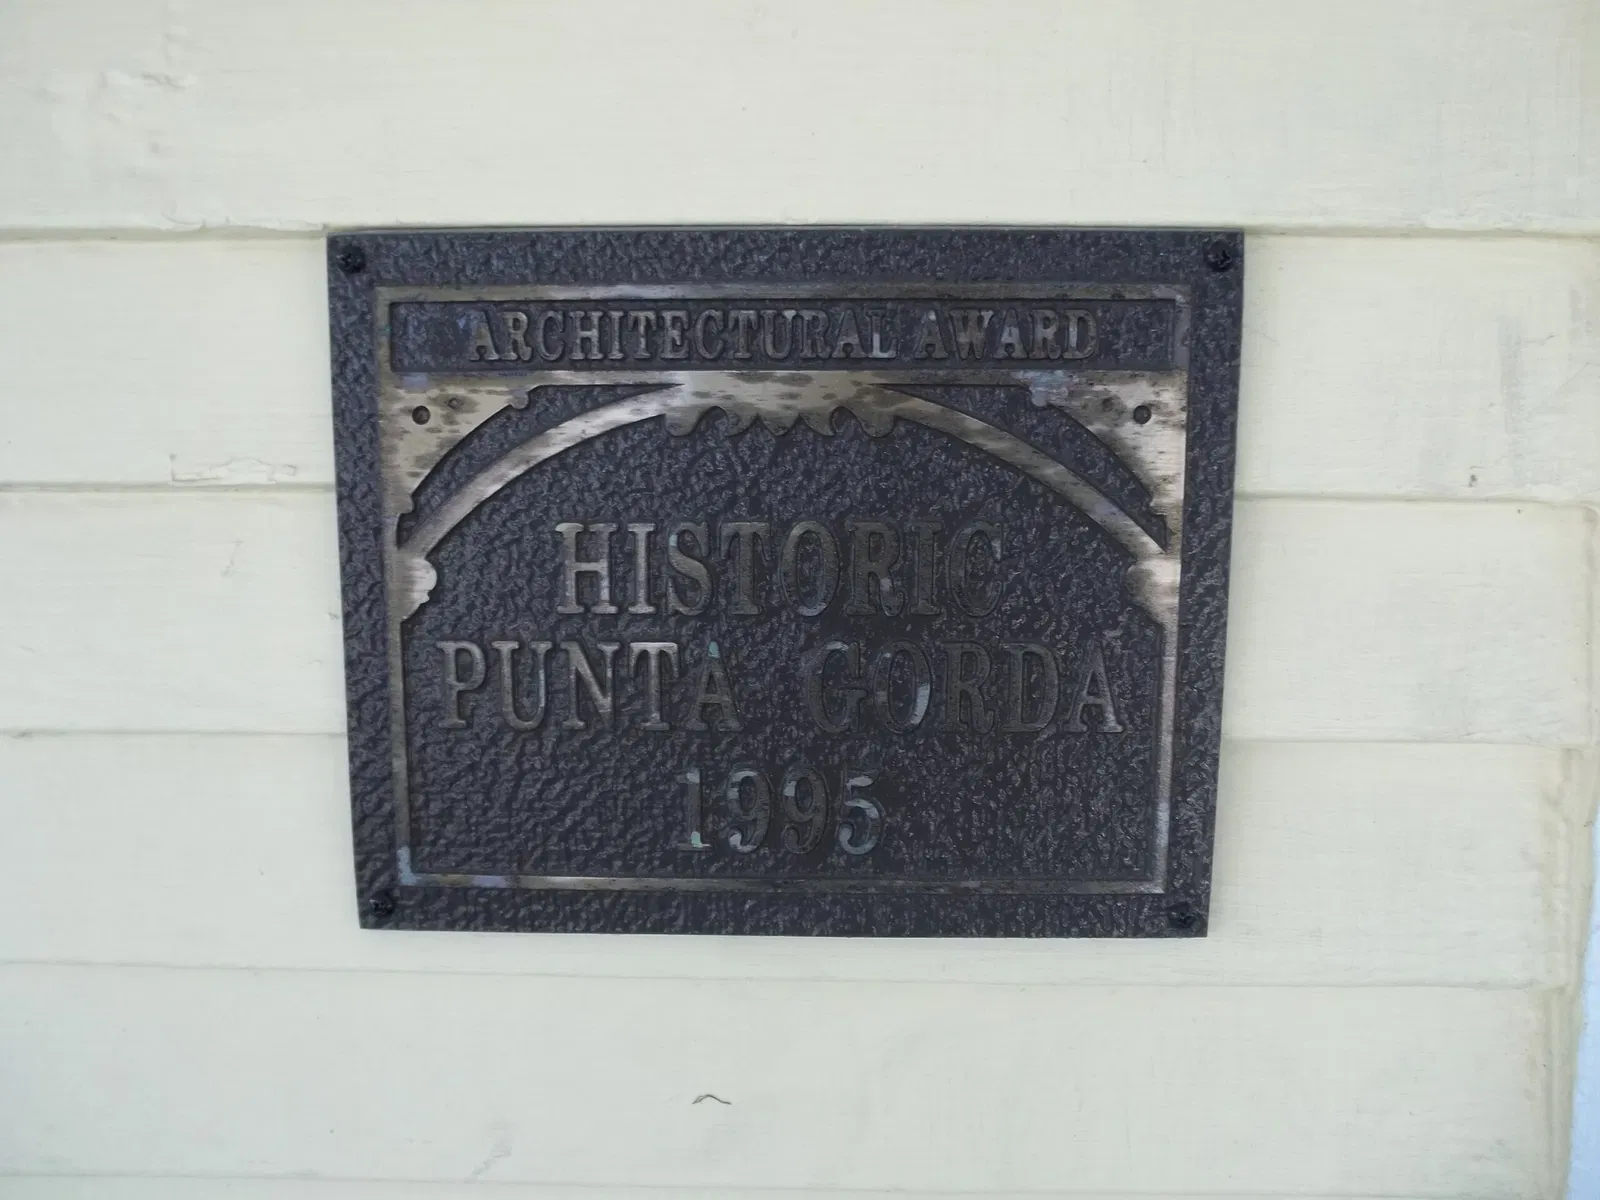 ARCHITECTURAL AWARD
HISTORIC
PUNTA GORDA
1995